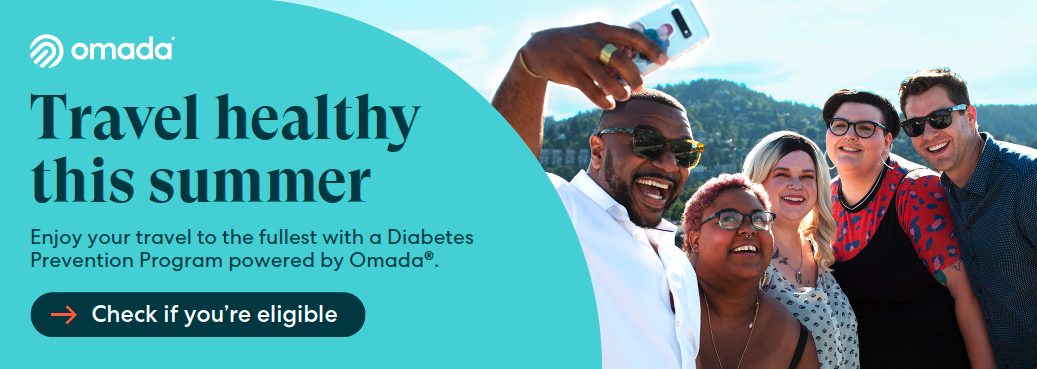 omada
Travel healthy
this summer
Enjoy your travel to the fullest with a Diabetes
Prevention Program powered by Omada®.
→ Check if you're eligible